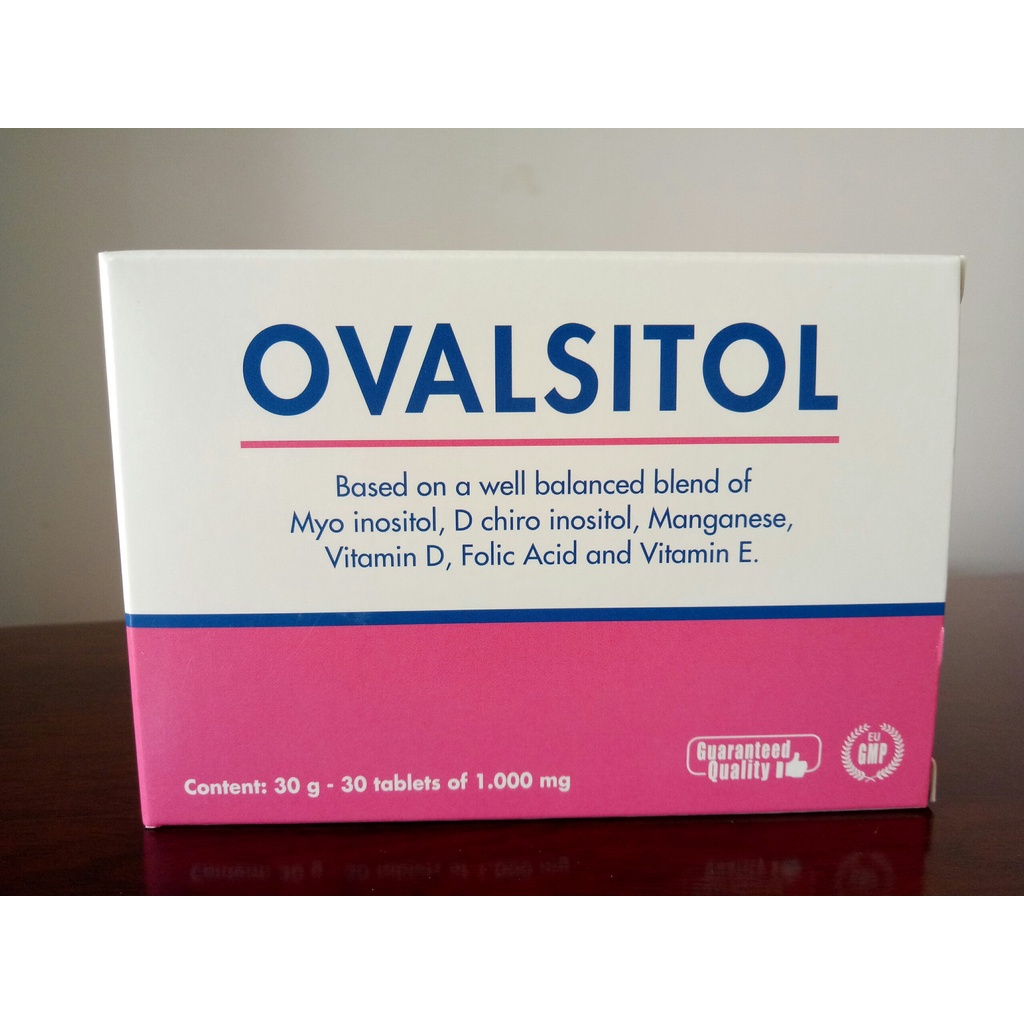 OVALSITOL
Based on a well balanced blend of
Myo inositol, D chiro inositol, Manganese,
Vitamin D, Folic Acid and Vitamin E.
Content: 30 g - 30 tablets of 1.000 mg
Guaranteed
Quality
EU
GMP